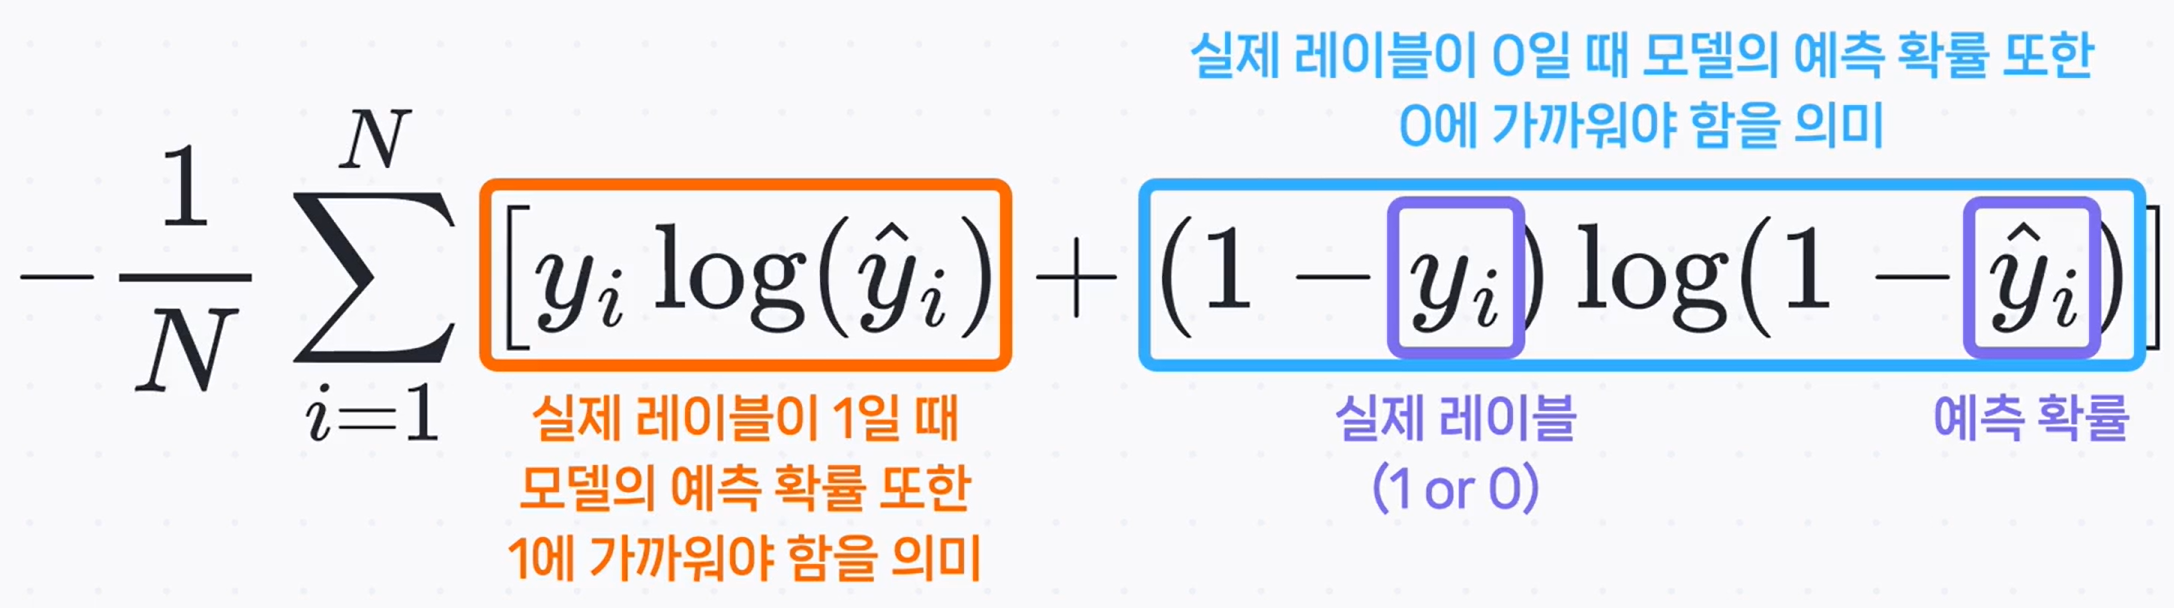 실제 레이블이 0일 때 모델의 예측 확률 또한
0에 가까워야 함을 의미
$-\frac{1}{N}\sum_{i=1}^{N}[y_i \log(\hat{y}_i) + (1 - y_i)\log(1 - \hat{y}_i)]$
실제 레이블이 1일 때
모델의 예측 확률 또한
1에 가까워야 함을 의미
실제 레이블
(1 or 0)
예측 확률